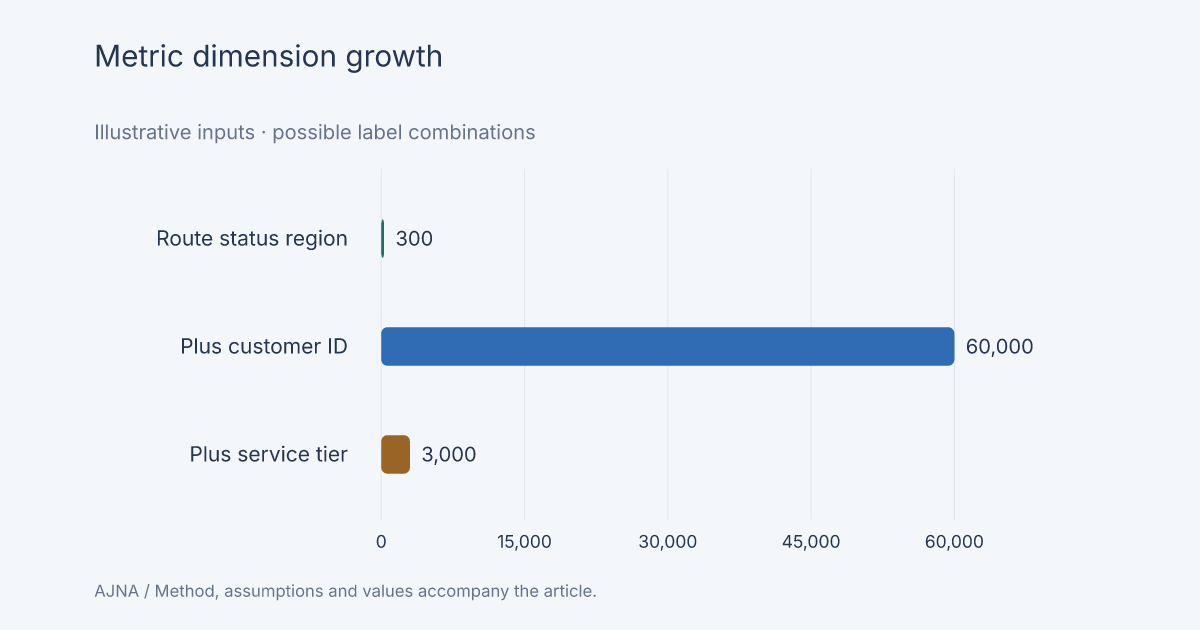 Metric dimension growth
Illustrative inputs · possible label combinations
Route status region 300
Plus customer ID 60,000
Plus service tier 3,000
0 15,000 30,000 45,000 60,000
AJNA / Method, assumptions and values accompany the article.